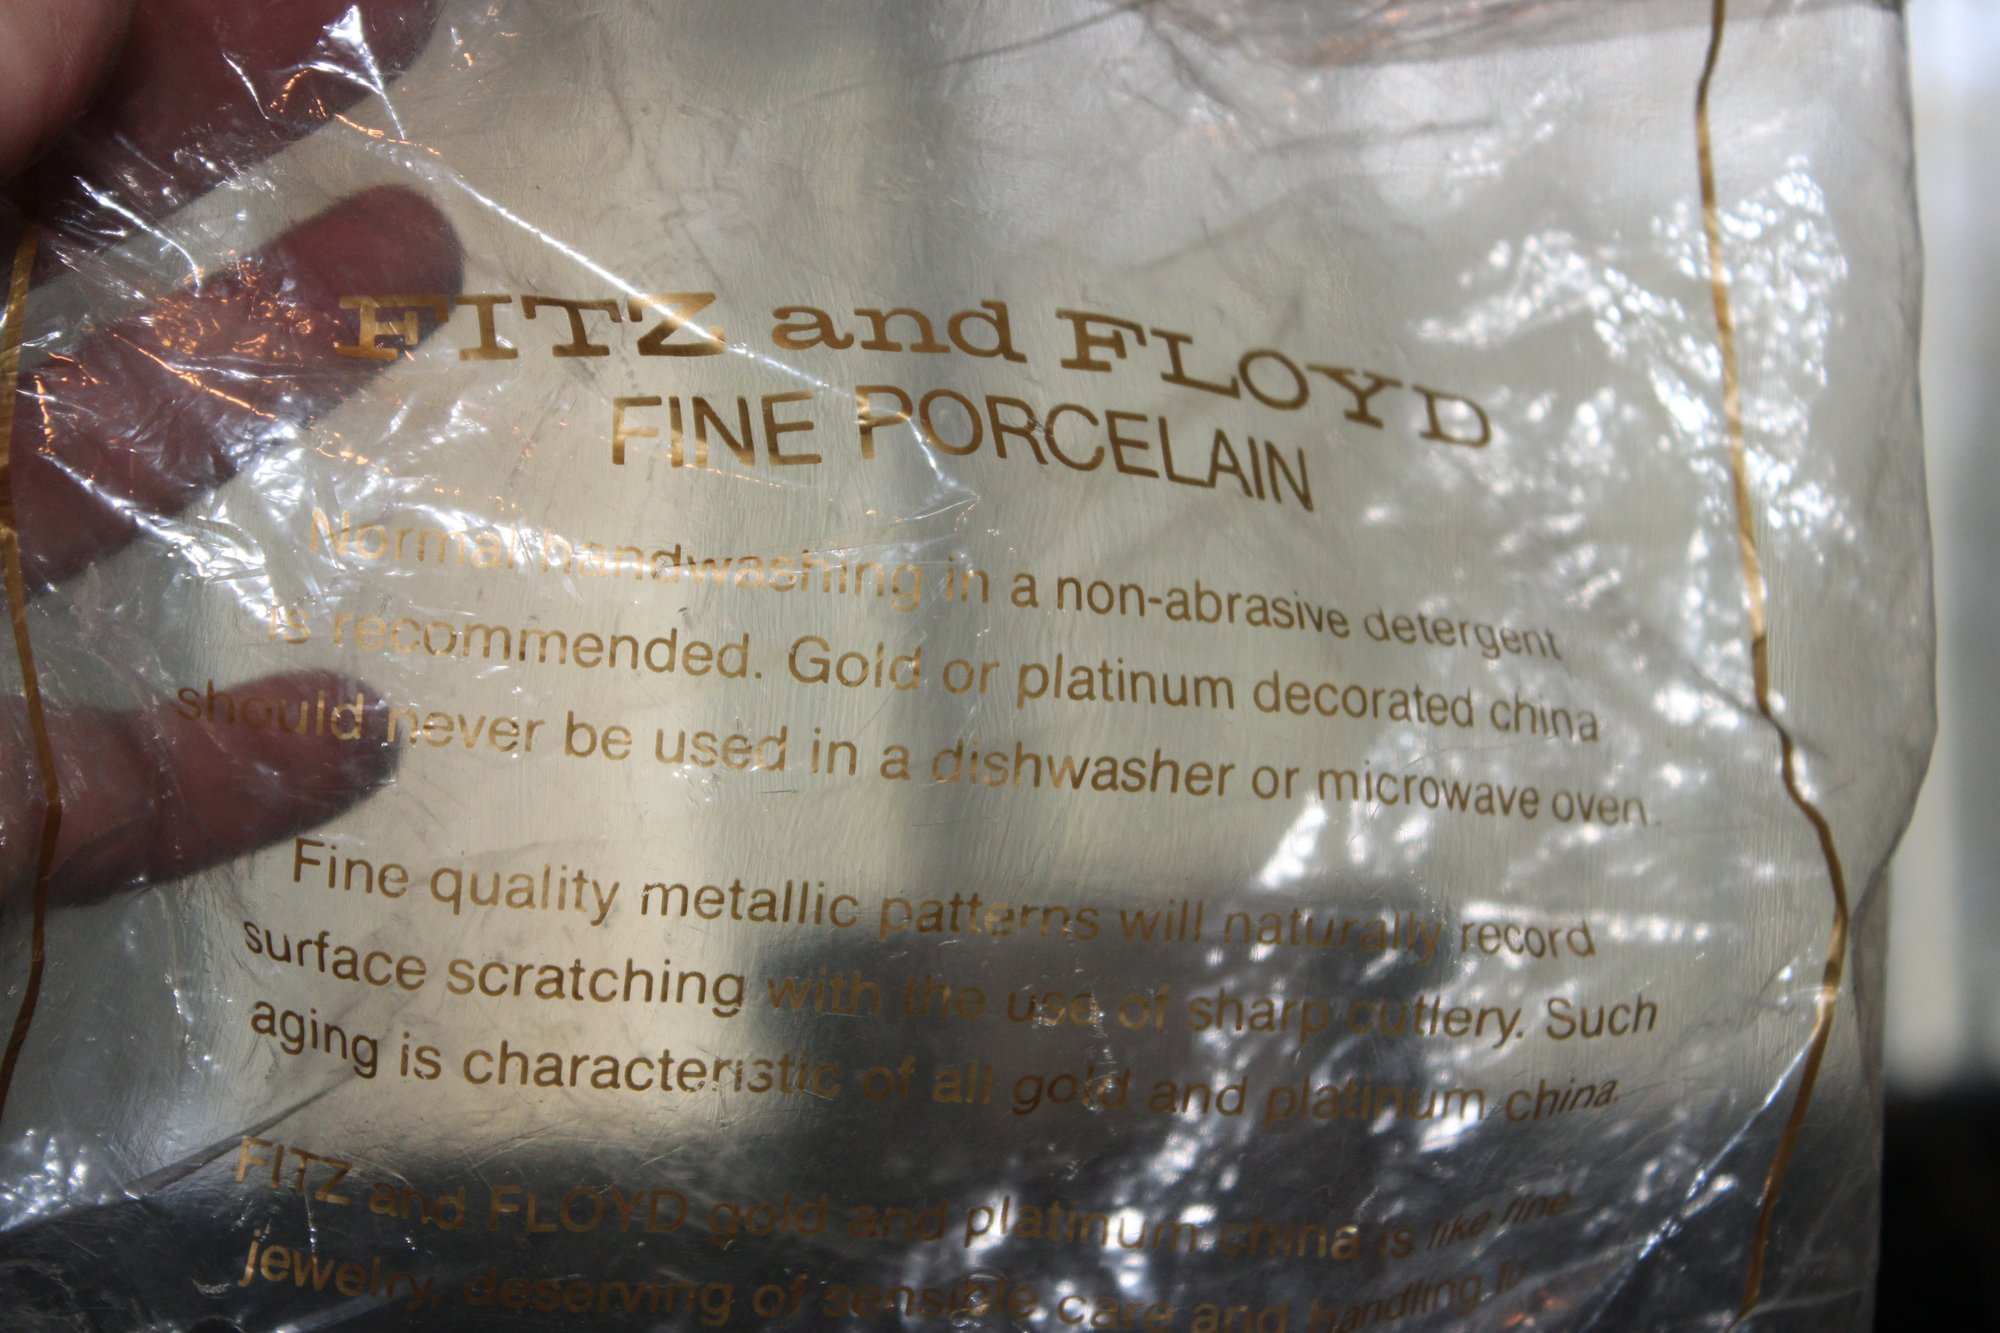 FITZ and FLOYD
FINE PORCELAIN
Normal handwashing in a non-abrasive detergent
is recommended. Gold or platinum decorated china
should never be used in a dishwasher or microwave oven.
Fine quality metallic patterns will naturally record
surface scratching with the use of sharp cutlery. Such
aging is characteristic of all gold and platinum china.
FITZ and FLOYD gold and platinum china is like fine
jewelry, deserving of sensible care and handling to